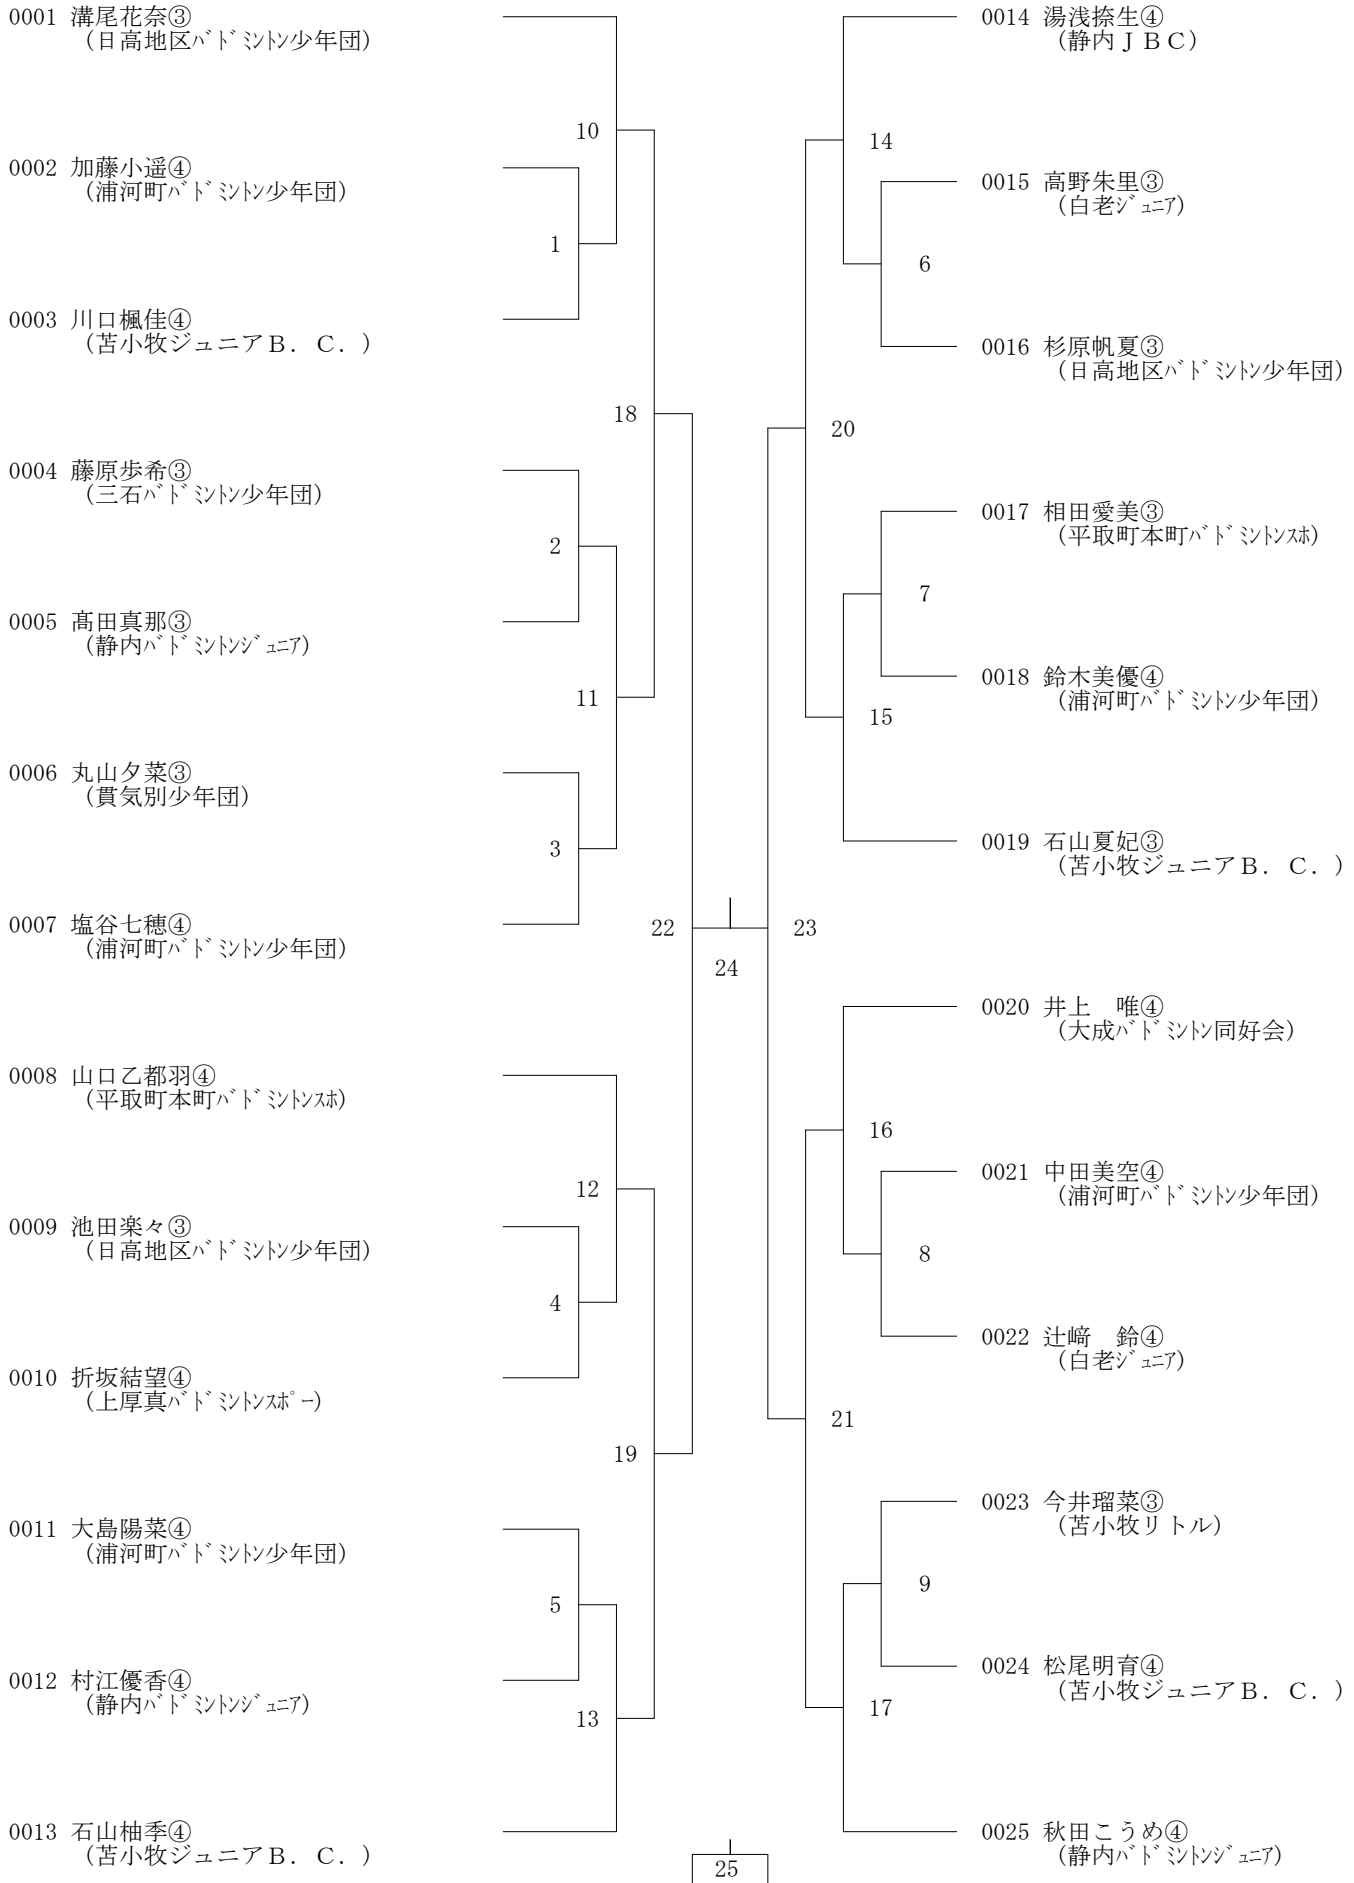 0001 溝尾花奈③
(日高地区ﾊﾞﾄﾞﾐﾝﾄﾝ少年団)
10
0002 加藤小遥④
(浦河町ﾊﾞﾄﾞﾐﾝﾄﾝ少年団)
1
0003 川口楓佳④
(苫小牧ジュニアＢ．Ｃ．)
18
0004 藤原歩希③
(三石ﾊﾞﾄﾞﾐﾝﾄﾝ少年団)
2
0005 髙田真那③
(静内ﾊﾞﾄﾞﾐﾝﾄﾝｼﾞｭﾆｱ)
11
0006 丸山夕菜③
(貫気別少年団)
3
0007 塩谷七穂④
(浦河町ﾊﾞﾄﾞﾐﾝﾄﾝ少年団)
22
0008 山口乙都羽④
(平取町本町ﾊﾞﾄﾞﾐﾝﾄﾝｽﾎ)
12
0009 池田楽々③
(日高地区ﾊﾞﾄﾞﾐﾝﾄﾝ少年団)
4
0010 折坂結望④
(上厚真ﾊﾞﾄﾞﾐﾝﾄﾝｽﾎﾟｰ)
19
0011 大島陽菜④
(浦河町ﾊﾞﾄﾞﾐﾝﾄﾝ少年団)
5
0012 村江優香④
(静内ﾊﾞﾄﾞﾐﾝﾄﾝｼﾞｭﾆｱ)
13
0013 石山柚季④
(苫小牧ジュニアＢ．Ｃ．)
24
25
0014 湯浅捺生④
(静内ＪＢＣ)
14
0015 高野朱里③
(白老ｼﾞｭﾆｱ)
6
0016 杉原帆夏③
(日高地区ﾊﾞﾄﾞﾐﾝﾄﾝ少年団)
20
0017 相田愛美③
(平取町本町ﾊﾞﾄﾞﾐﾝﾄﾝｽﾎ)
7
0018 鈴木美優④
(浦河町ﾊﾞﾄﾞﾐﾝﾄﾝ少年団)
15
0019 石山夏妃③
(苫小牧ジュニアＢ．Ｃ．)
23
0020 井上　唯④
(大成ﾊﾞﾄﾞﾐﾝﾄﾝ同好会)
16
0021 中田美空④
(浦河町ﾊﾞﾄﾞﾐﾝﾄﾝ少年団)
8
0022 辻﨑　鈴④
(白老ｼﾞｭﾆｱ)
21
0023 今井瑠菜③
(苫小牧リトル)
9
0024 松尾明育④
(苫小牧ジュニアＢ．Ｃ．)
17
0025 秋田こうめ④
(静内ﾊﾞﾄﾞﾐﾝﾄﾝｼﾞｭﾆｱ)